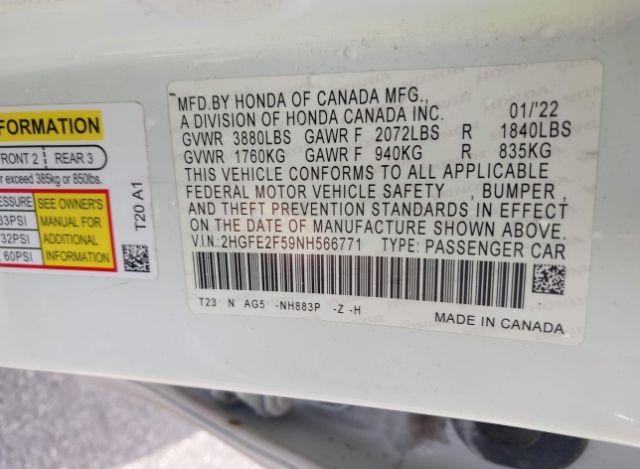 FORMATION
FRONT 2 REAR 3
exceed 385kg or 850lbs.
SEE OWNER'S
MANUAL FOR
ADDITIONAL
INFORMATION
33PSI
32PSI
60PSI
T20 A1
MFD.BY HONDA OF CANADA MFG.,
A DIVISION OF HONDA CANADA INC. 01/'22
GVWR 3880LBS GAWR F 2072LBS R 1840LBS
GVWR 1760KG GAWR F 940KG R 835KG
THIS VEHICLE CONFORMS TO ALL APPLICABLE
FEDERAL MOTOR VEHICLE SAFETY , BUMPER,
AND THEFT PREVENTION STANDARDS IN EFFECT
ON THE DATE OF MANUFACTURE SHOWN ABOVE.
V.I.N.:2HGFE2F59NH566771 TYPE: PASSENGER CAR
T23 N AG5 -NH883P -Z -H
MADE IN CANADA